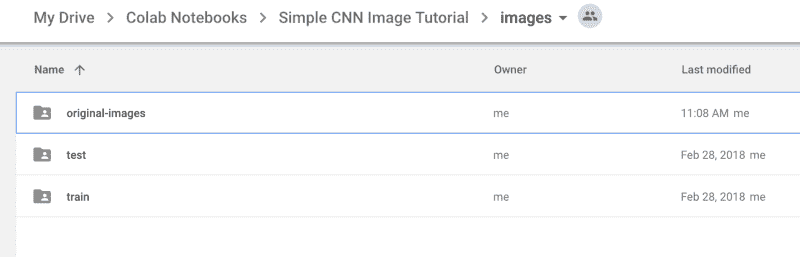 My Drive > Colab Notebooks > Simple CNN Image Tutorial > images
Name Owner Last modified
original-images me 11:08 AM me
test me Feb 28, 2018 me
train me Feb 28, 2018 me